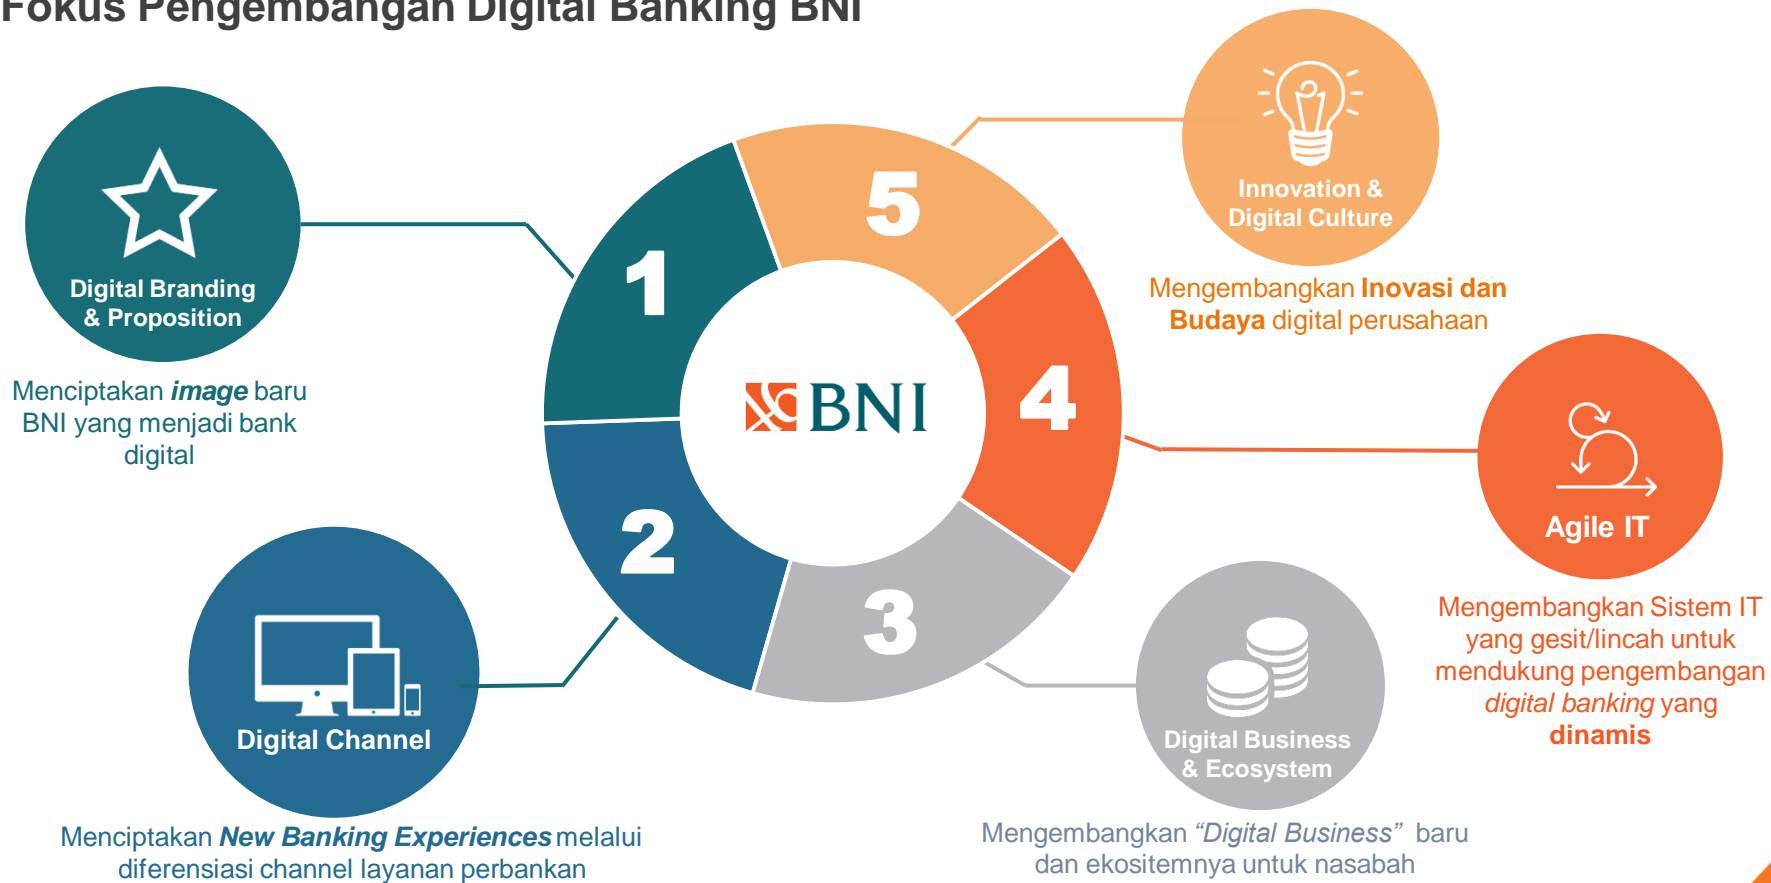 Fokus Pengembangan Digital Banking BNI
1
Digital Branding
& Proposition
Menciptakan image baru
BNI yang menjadi bank
digital
2
Digital Channel
Menciptakan New Banking Experiences melalui
diferensiasi channel layanan perbankan
3
Digital Business
& Ecosystem
Mengembangkan “Digital Business” baru
dan ekositemnya untuk nasabah
4
Agile IT
Mengembangkan Sistem IT
yang gesit/lincah untuk
mendukung pengembangan
digital banking yang
dinamis
5
Innovation &
Digital Culture
Mengembangkan Inovasi dan
Budaya digital perusahaan
BNI